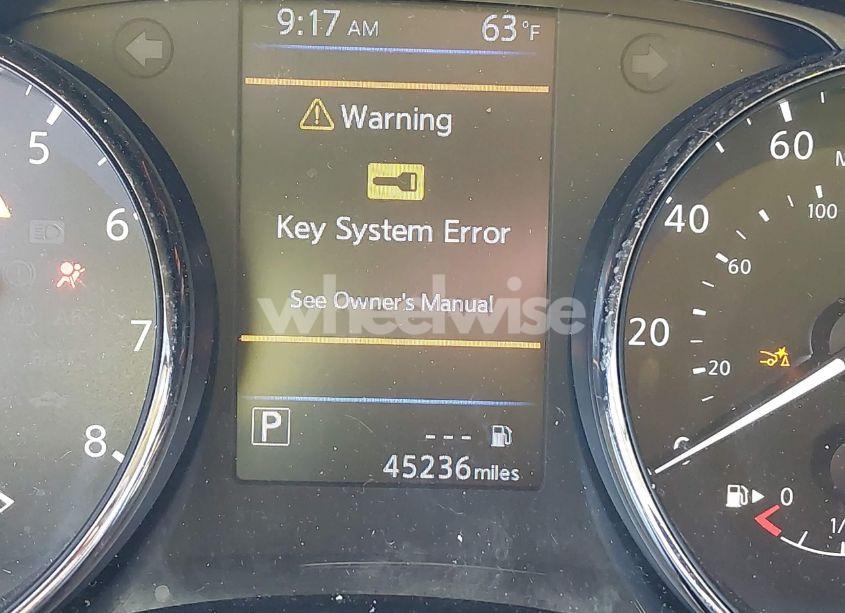 9:17 AM 63°F
Warning
Key System Error
See Owner's Manual
wheelwise
P
---
45236 miles
5
6
7
8
60
40
20
0
100
60
20
0